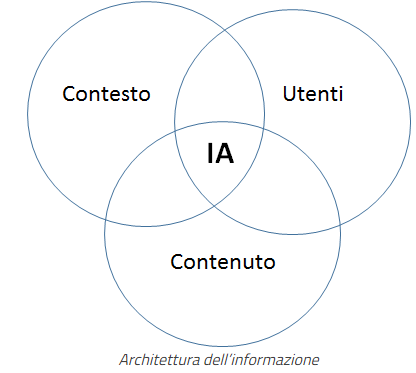 Contesto
Utenti
IA
Contenuto
Architettura dell'informazione